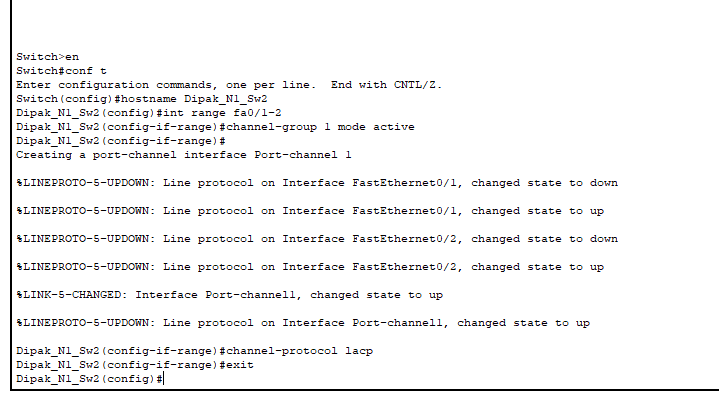 Switch>en
Switch#conf t
Enter configuration commands, one per line.  End with CNTL/Z.
Switch(config)#hostname Dipak_N1_Sw2
Dipak_N1_Sw2(config)#int range fa0/1-2
Dipak_N1_Sw2(config-if-range)#channel-group 1 mode active
Dipak_N1_Sw2(config-if-range)#
Creating a port-channel interface Port-channel 1
%LINEPROTO-5-UPDOWN: Line protocol on Interface FastEthernet0/1, changed state to down
%LINEPROTO-5-UPDOWN: Line protocol on Interface FastEthernet0/1, changed state to up
%LINEPROTO-5-UPDOWN: Line protocol on Interface FastEthernet0/2, changed state to down
%LINEPROTO-5-UPDOWN: Line protocol on Interface FastEthernet0/2, changed state to up
%LINK-5-CHANGED: Interface Port-channel1, changed state to up
%LINEPROTO-5-UPDOWN: Line protocol on Interface Port-channel1, changed state to up
Dipak_N1_Sw2(config-if-range)#channel-protocol lacp
Dipak_N1_Sw2(config-if-range)#exit
Dipak_N1_Sw2(config)#